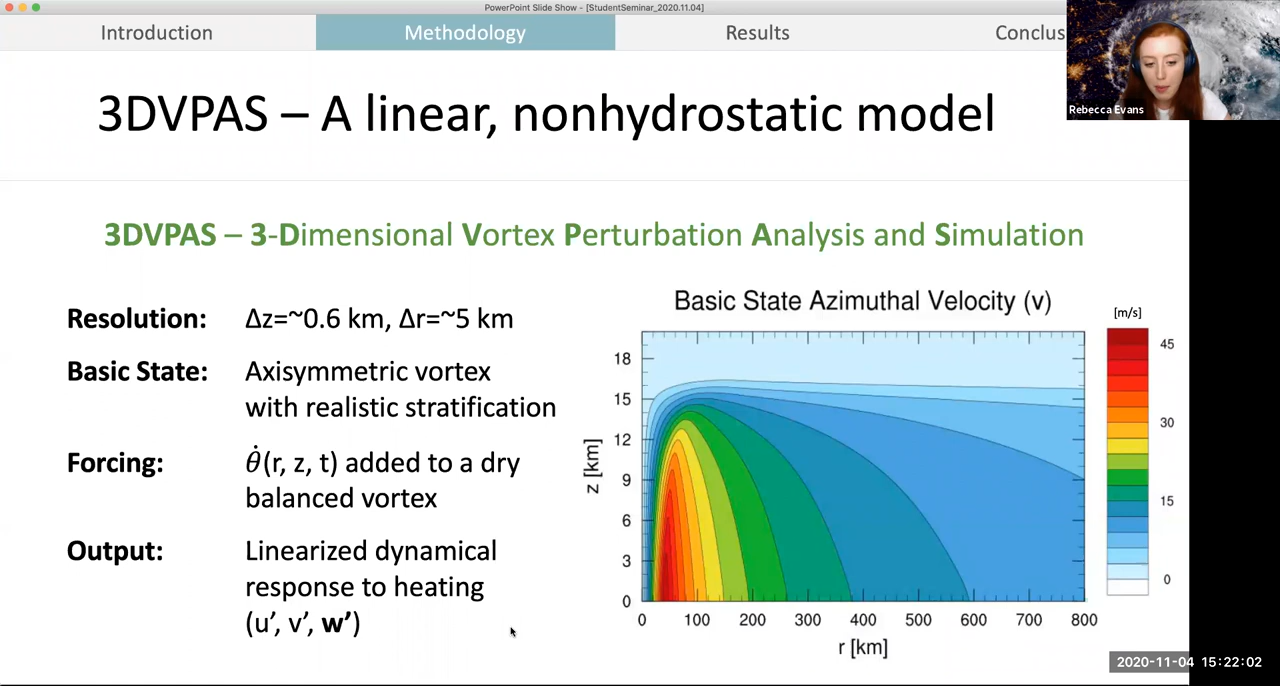 PowerPoint Slide Show - [StudentSeminar_2020.11.04]
Introduction
Methodology
Results
Conclus
Rebecca Evans
3DVPAS – A linear, nonhydrostatic model
3DVPAS – 3-Dimensional Vortex Perturbation Analysis and Simulation
Resolution: Δz=~0.6 km, Δr=~5 km
Basic State: Axisymmetric vortex
with realistic stratification
Forcing: θ̇(r, z, t) added to a dry
balanced vortex
Output: Linearized dynamical
response to heating
(u’, v’, w’)
Basic State Azimuthal Velocity (v)
[m/s]
45
30
15
0
z [km]
18
15
12
9
6
3
0
0 100 200 300 400 500 600 700 800
r [km]
2020-11-04 15:22:02